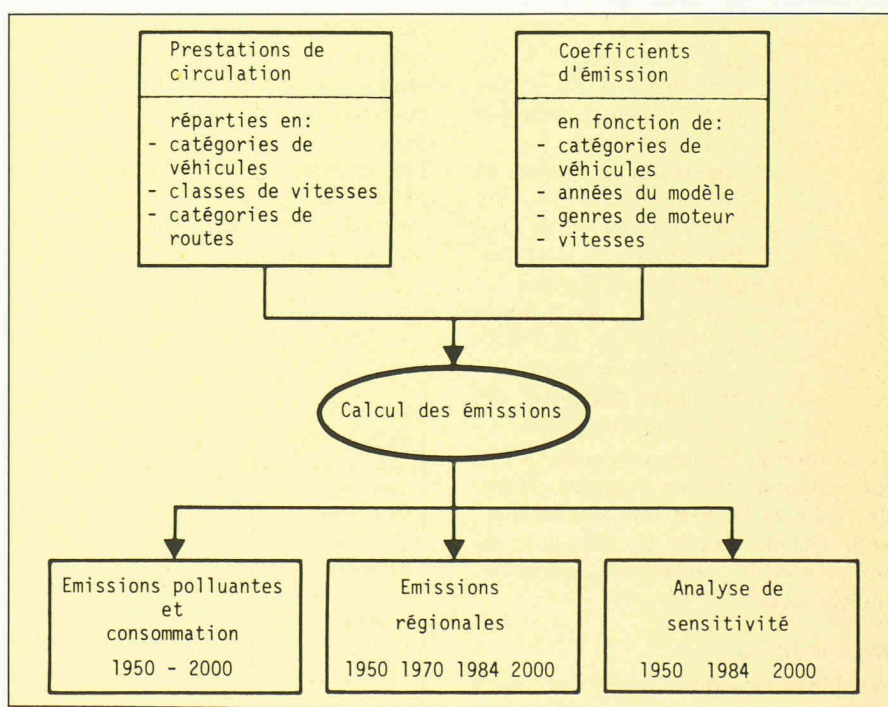 Prestations de
circulation
réparties en:
- catégories de
véhicules
- classes de vitesses
- catégories de
routes
Coefficients
d'émission
en fonction de:
- catégories de
véhicules
- années du modèle
- genres de moteur
- vitesses
Calcul des émissions
Emissions polluantes
et
consommation
1950 - 2000
Emissions
régionales
1950 1970 1984 2000
Analyse de
sensitivité
1950 1984 2000